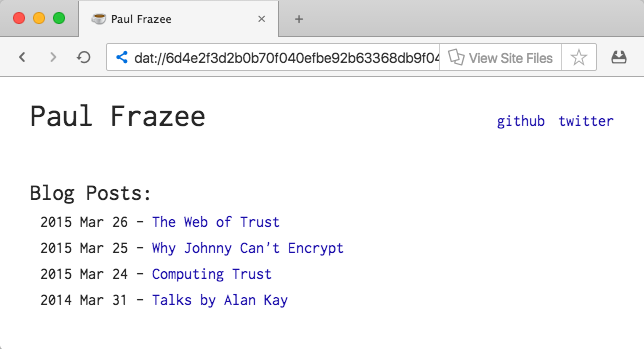 Paul Frazee
dat://6d4e2f3d2b0b70f040efbe92b63368db9f04 View Site Files
Paul Frazee
github twitter
Blog Posts:
2015 Mar 26 - The Web of Trust
2015 Mar 25 - Why Johnny Can't Encrypt
2015 Mar 24 - Computing Trust
2014 Mar 31 - Talks by Alan Kay